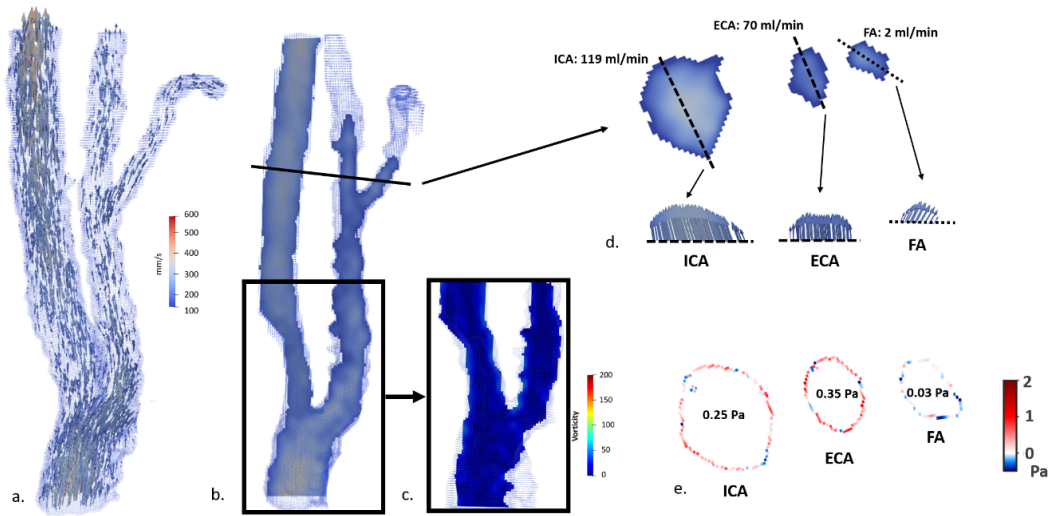 ECA: 70 ml/min
FA: 2 ml/min
ICA: 119 ml/min
600
500
400
300
200
100
mm/s
d.
ICA
ECA
FA
200
150
100
50
0
Vorticity
0.25 Pa
0.35 Pa
0.03 Pa
ICA
ECA
FA
2
1
0
Pa
a.
b.
c.
e.